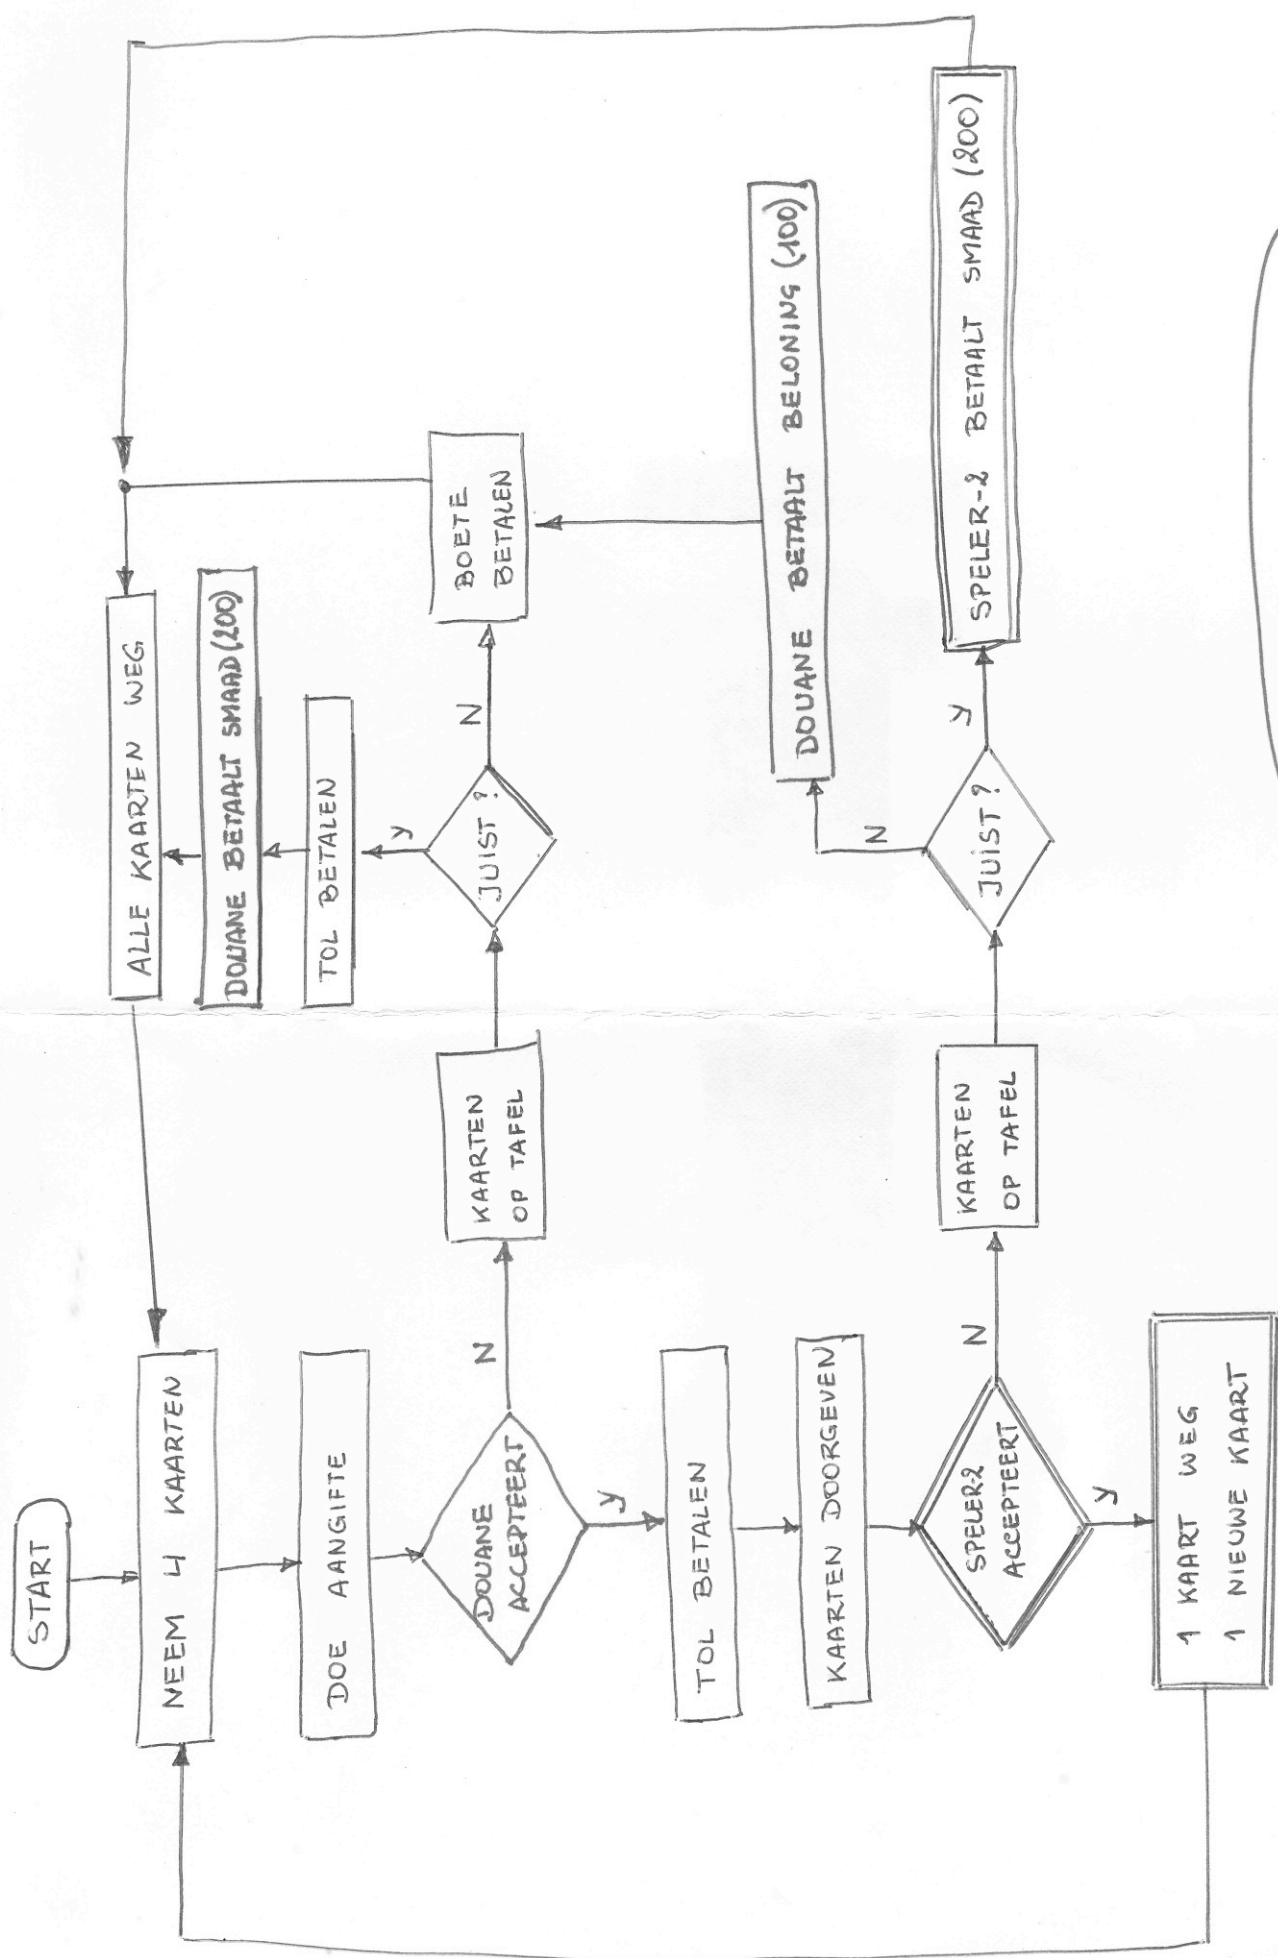 START
NEEM 4 KAARTEN
DOE AANGIFTE
DOUANE
ACCEPTEERT
N
Y
KAARTEN
OP TAFEL
JUIST?
Y
N
TOL BETALEN
DOUANE BETAALT SMAAD (200)
ALLE KAARTEN WEG
BOETE
BETALEN
TOL BETALEN
KAARTEN DOORGEVEN
SPELER-2
ACCEPTEERT
N
Y
KAARTEN
OP TAFEL
JUIST?
N
Y
DOUANE BETAALT BELONING (100)
SPELER-2 BETAALT SMAAD (200)
1 KAART WEG
1 NIEUWE KAART